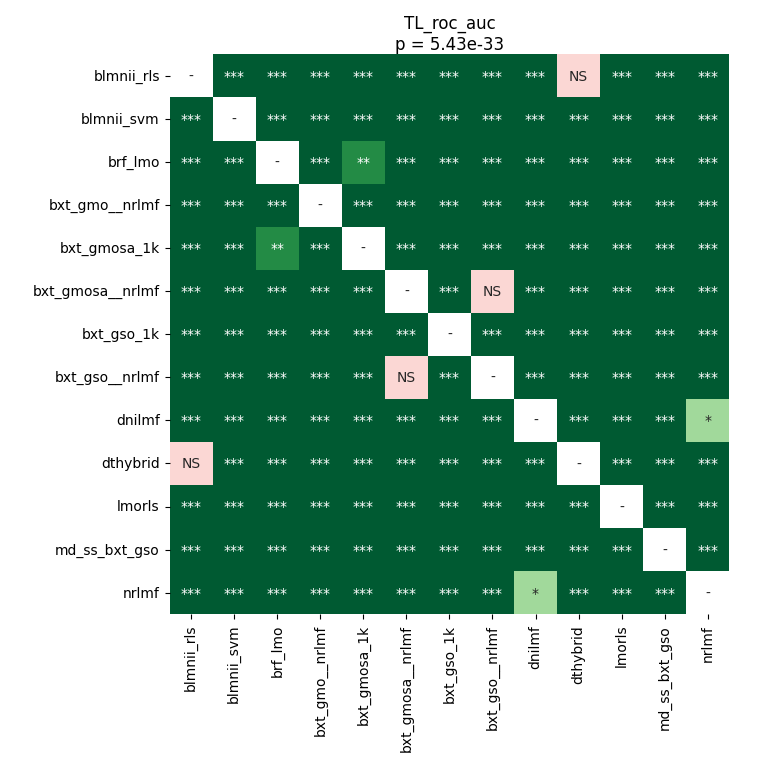 TL_roc_auc
p = 5.43e-33
blmnii_rls - *** *** *** *** *** *** *** *** NS *** *** ***
blmnii_svm *** - *** *** *** *** *** *** *** *** *** *** ***
brf_lmo *** *** - *** ** *** *** *** *** *** *** *** ***
bxt_gmo__nrlmf *** *** *** - *** *** *** *** *** *** *** *** ***
bxt_gmosa_1k *** *** ** *** - *** *** *** *** *** *** *** ***
bxt_gmosa__nrlmf *** *** *** *** *** - *** NS *** *** *** *** ***
bxt_gso_1k *** *** *** *** *** *** - *** *** *** *** *** ***
bxt_gso__nrlmf *** *** *** *** *** NS *** - *** *** *** *** ***
dnilmf *** *** *** *** *** *** *** *** - *** *** *** *
dthybrid NS *** *** *** *** *** *** *** *** - *** *** ***
lmorls *** *** *** *** *** *** *** *** *** *** - *** ***
md_ss_bxt_gso *** *** *** *** *** *** *** *** *** *** *** - ***
nrlmf *** *** *** *** *** *** *** *** * *** *** *** -
blmnii_rls
blmnii_svm
brf_lmo
bxt_gmo__nrlmf
bxt_gmosa_1k
bxt_gmosa__nrlmf
bxt_gso_1k
bxt_gso__nrlmf
dnilmf
dthybrid
lmorls
md_ss_bxt_gso
nrlmf